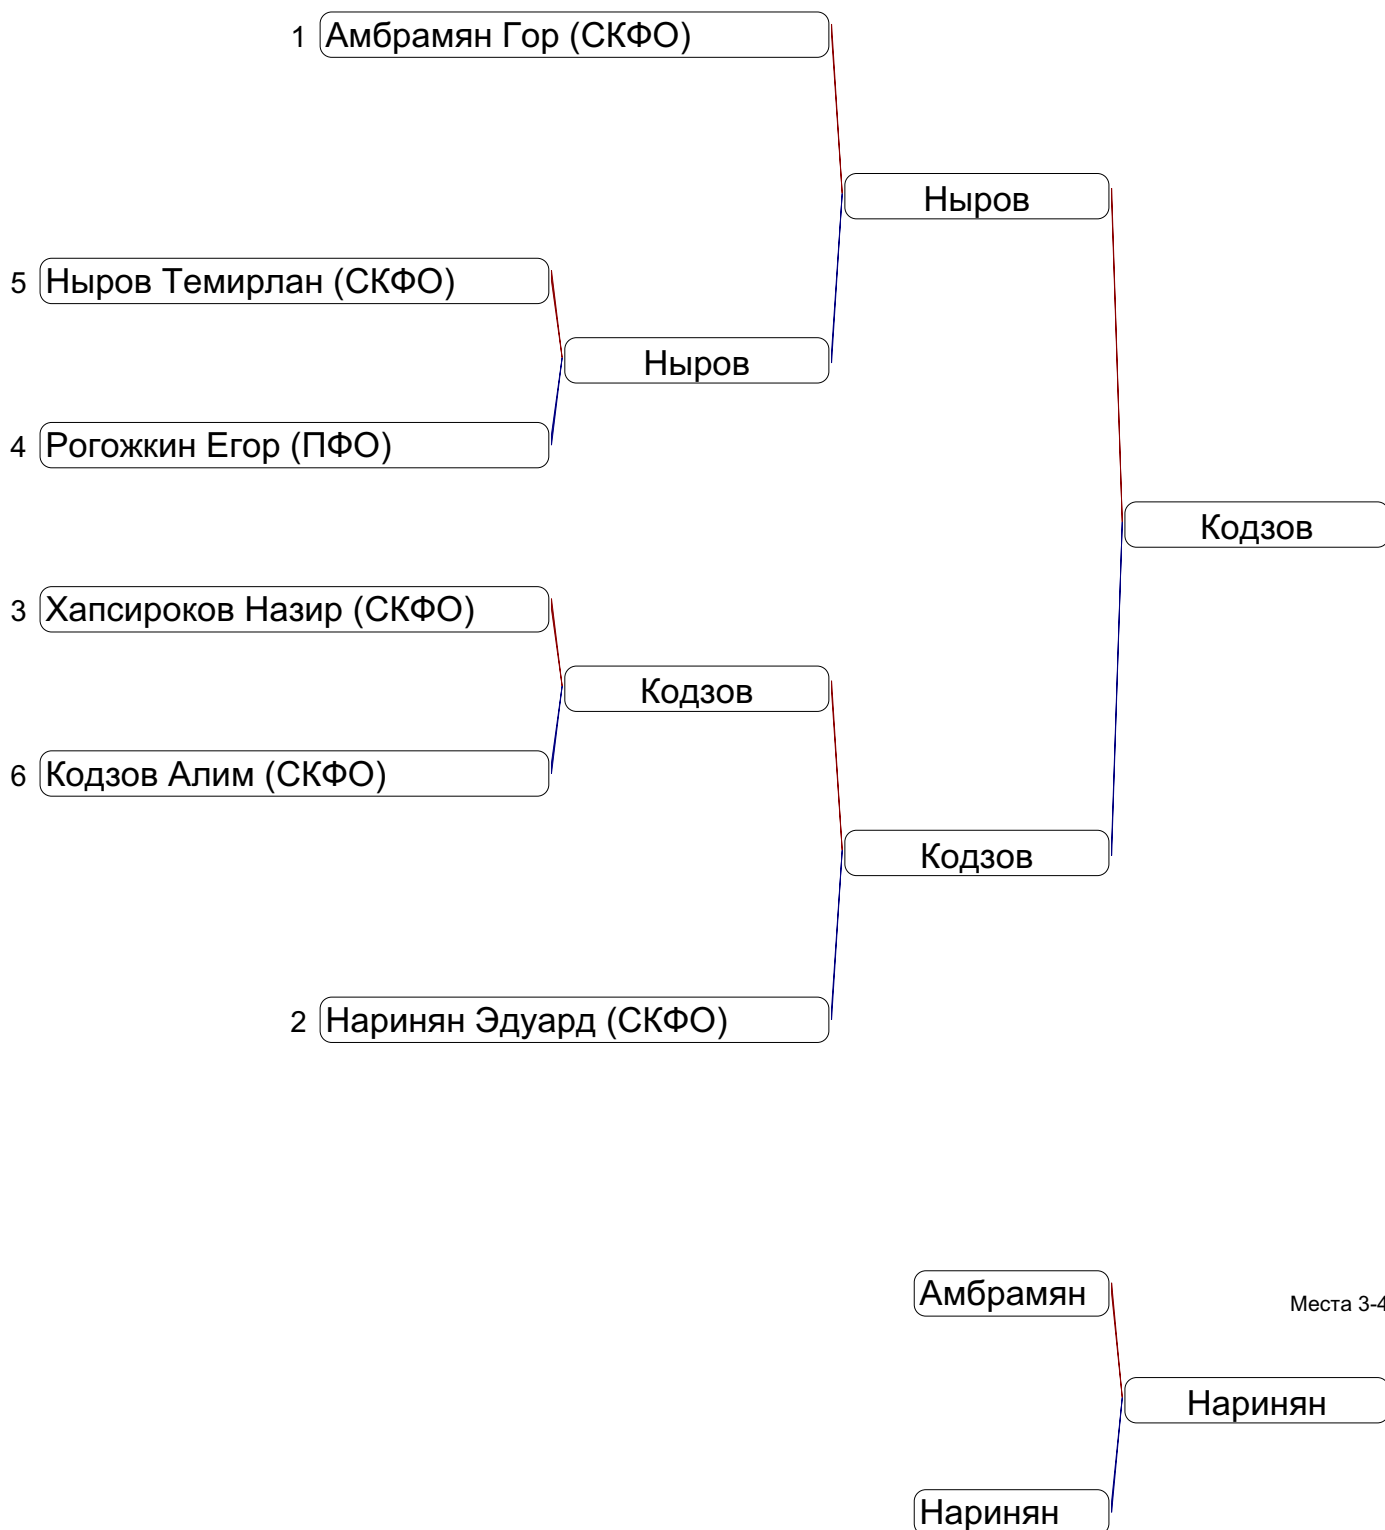 1 Амбрамян Гор (СКФО)
Ныров
5 Ныров Темирлан (СКФО)
Ныров
4 Рогожкин Егор (ПФО)
Кодзов
3 Хапсироков Назир (СКФО)
Кодзов
6 Кодзов Алим (СКФО)
Кодзов
2 Наринян Эдуард (СКФО)
Амбрамян
Места 3-4
Наринян
Наринян